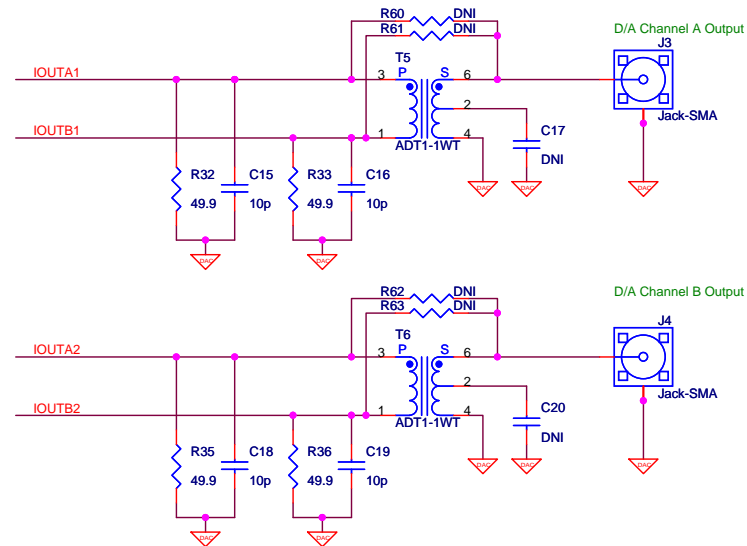 R60 DNI
R61 DNI
D/A Channel A Output
J3
T5
IOUTA1 3 P S 6
2
Jack-SMA
IOUTB1 1 4 C17
ADT1-1WT
DNI
R32 C15 R33 C16
49.9 10p 49.9 10p
DAC DAC DAC
DAC DAC
R62 DNI
R63 DNI
D/A Channel B Output
J4
T6
IOUTA2 3 P S 6
2
Jack-SMA
IOUTB2 1 4 C20
ADT1-1WT
DNI
R35 C18 R36 C19
49.9 10p 49.9 10p
DAC DAC DAC
DAC DAC